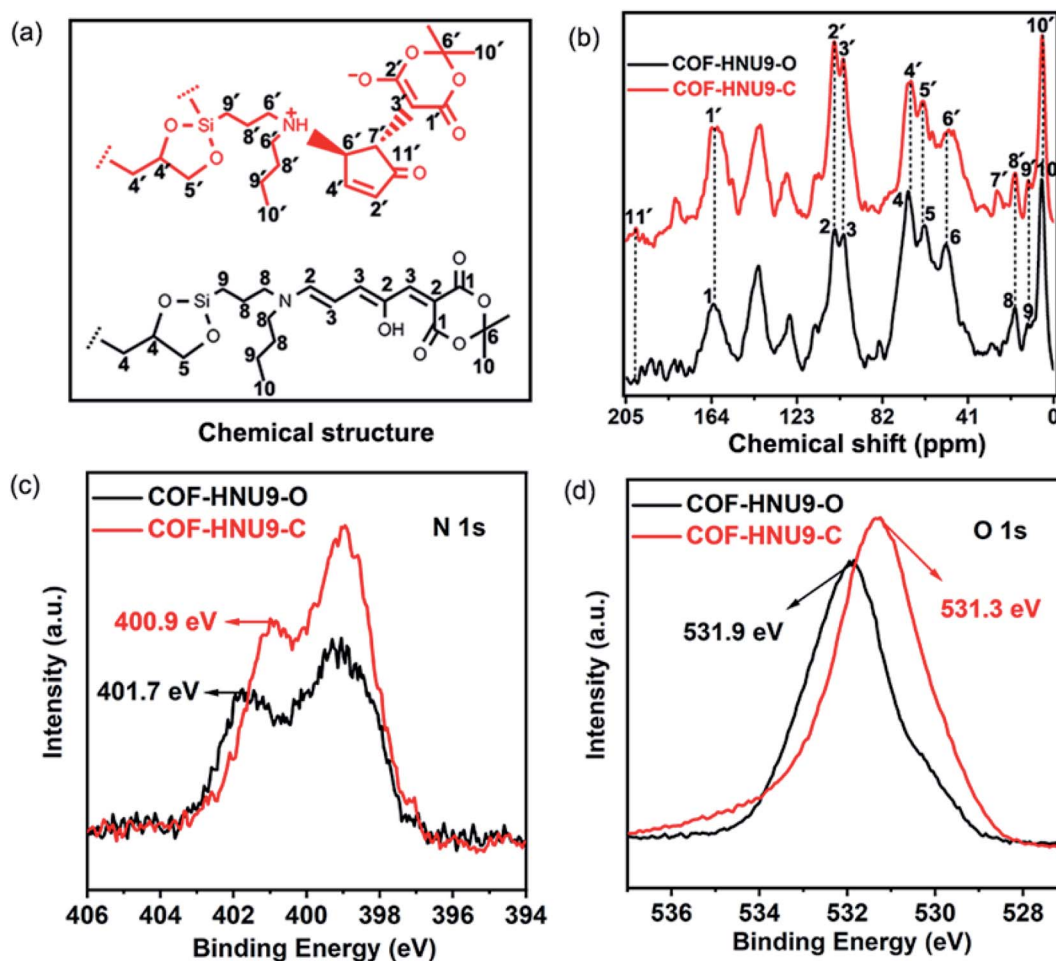 (a)
6′
O
10′
2′
⁻O
O
3′
1′
O
9′
6′
Si
8′
NH
+
O
O
4′
4′
5′
6′
8′
9′
10′
6′
7′
11′
O
4′
2′
9
8
2
3
2
3
O
1
O
Si
8
N
3
2
O
O
O
4
4
5
8
8
9
10
OH
1
O
O
6
10
Chemical structure
(b)
COF-HNU9-O
COF-HNU9-C
1′
2′
3′
4′
5′
6′
7′
8′
9′
10′
11′
1
2
3
4
5
6
8
9
10
205
164
123
82
41
0
Chemical shift (ppm)
(c)
COF-HNU9-O
COF-HNU9-C
N 1s
400.9 eV
401.7 eV
Intensity (a.u.)
406
404
402
400
398
396
394
Binding Energy (eV)
(d)
COF-HNU9-O
COF-HNU9-C
O 1s
531.9 eV
531.3 eV
Intensity (a.u.)
536
534
532
530
528
Binding Energy (eV)